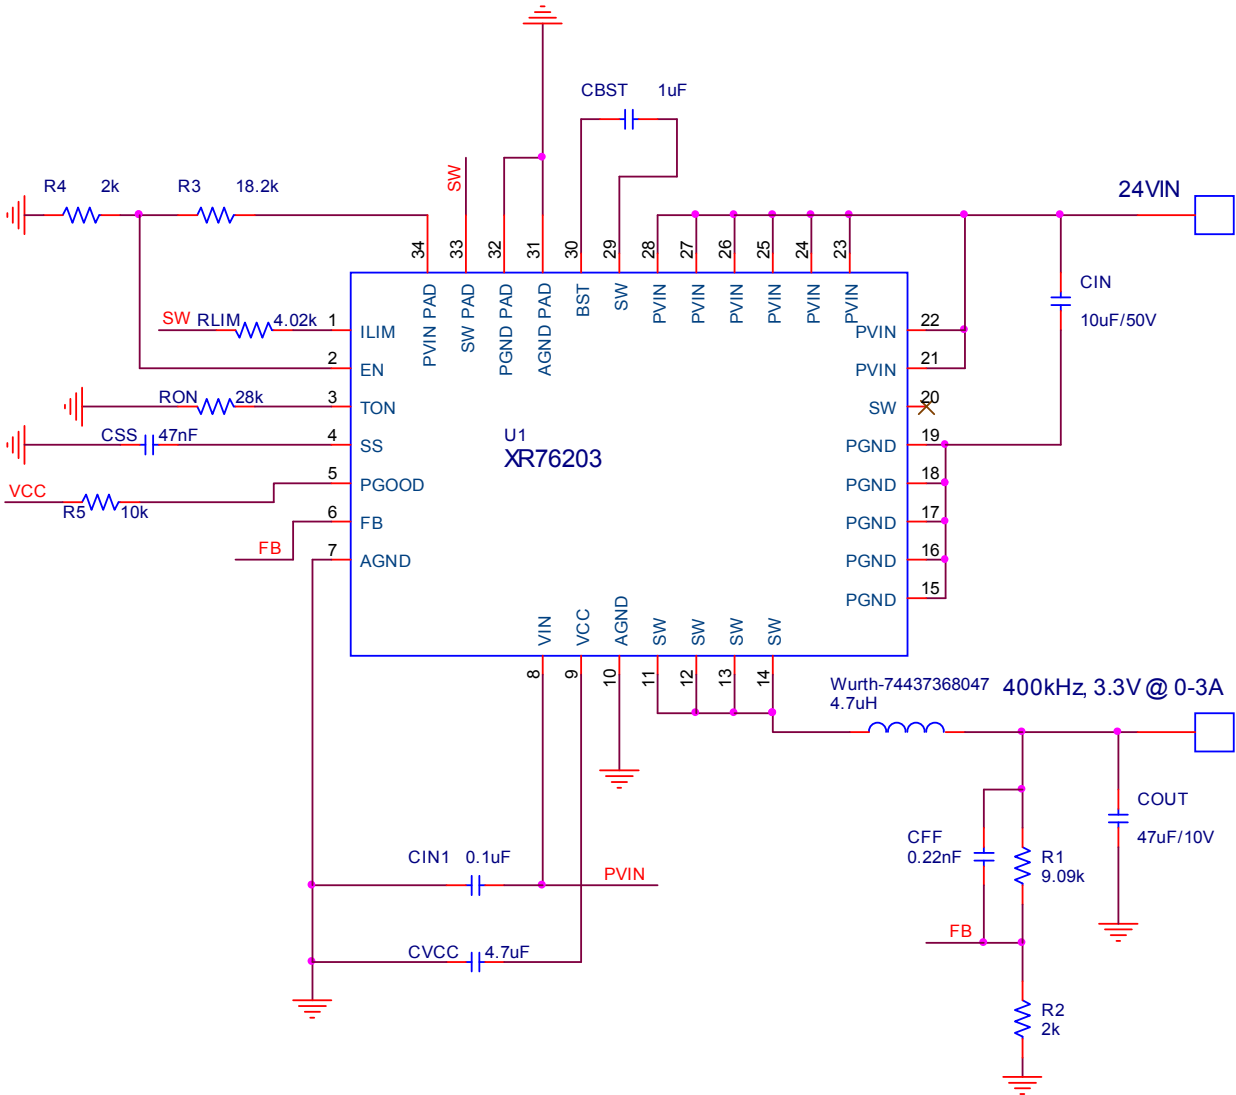 CBST 1uF
R4 2k R3 18.2k
SW
24VIN
34 33 32 31 30 29 28 27 26 25 24 23
PVIN PAD
SW PAD
PGND PAD
AGND PAD
BST
SW
PVIN
PVIN
PVIN
PVIN
PVIN
PVIN
CIN
10uF/50V
SW RLIM 4.02k 1 ILIM
2 EN
RON 28k 3 TON
CSS 47nF 4 SS
VCC R5 10k 5 PGOOD
FB 6 FB
7 AGND
U1
XR76203
PVIN 22
PVIN 21
SW 20
PGND 19
PGND 18
PGND 17
PGND 16
PGND 15
VIN
VCC
AGND
SW
SW
SW
SW
8 9 10 11 12 13 14
Wurth-74437368047
4.7uH
400kHz, 3.3V @ 0-3A
COUT
47uF/10V
CFF
0.22nF
R1
9.09k
CIN1 0.1uF
PVIN
FB
CVCC 4.7uF
R2
2k